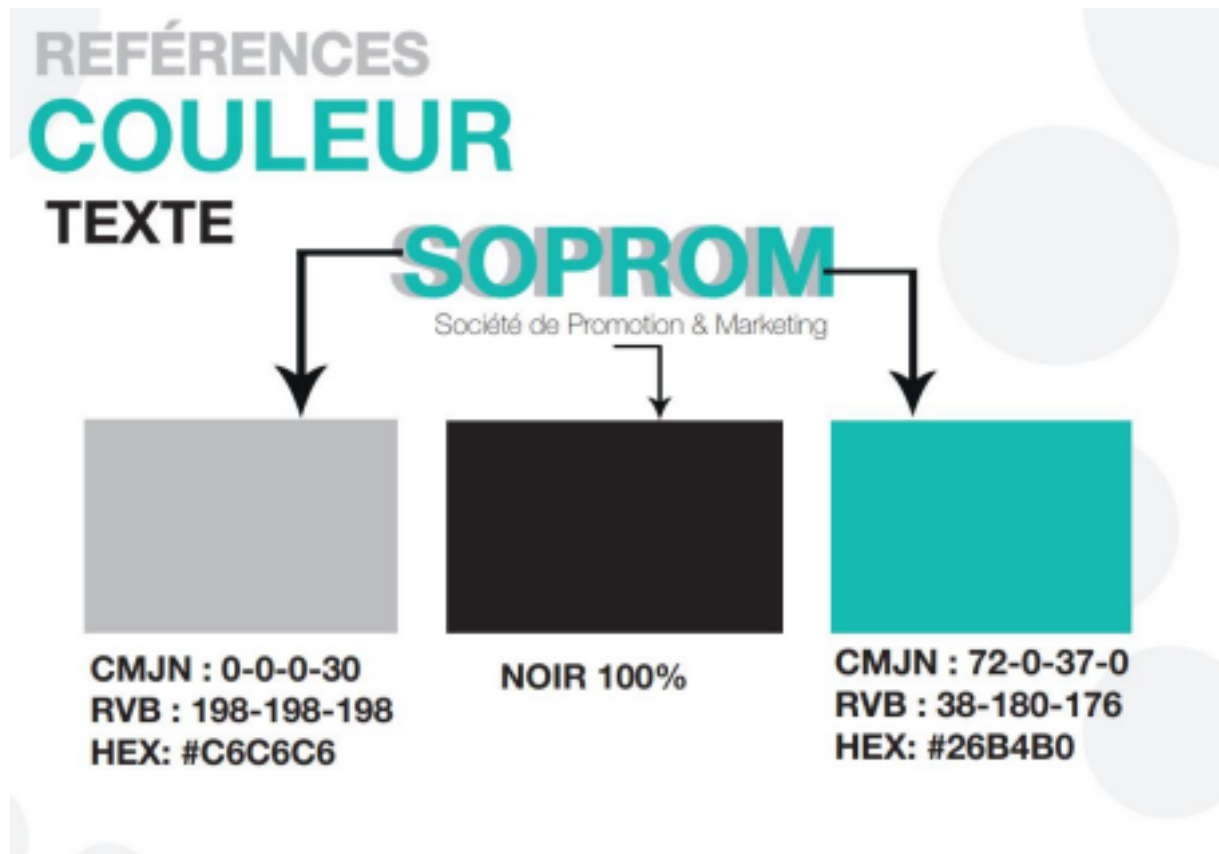 REFÉRENCES
COULEUR
TEXTE
SOPROM
Société de Promotion & Marketing
CMJN : 0-0-0-30
RVB : 198-198-198
HEX: #C6C6C6
NOIR 100%
CMJN : 72-0-37-0
RVB : 38-180-176
HEX: #26B4B0